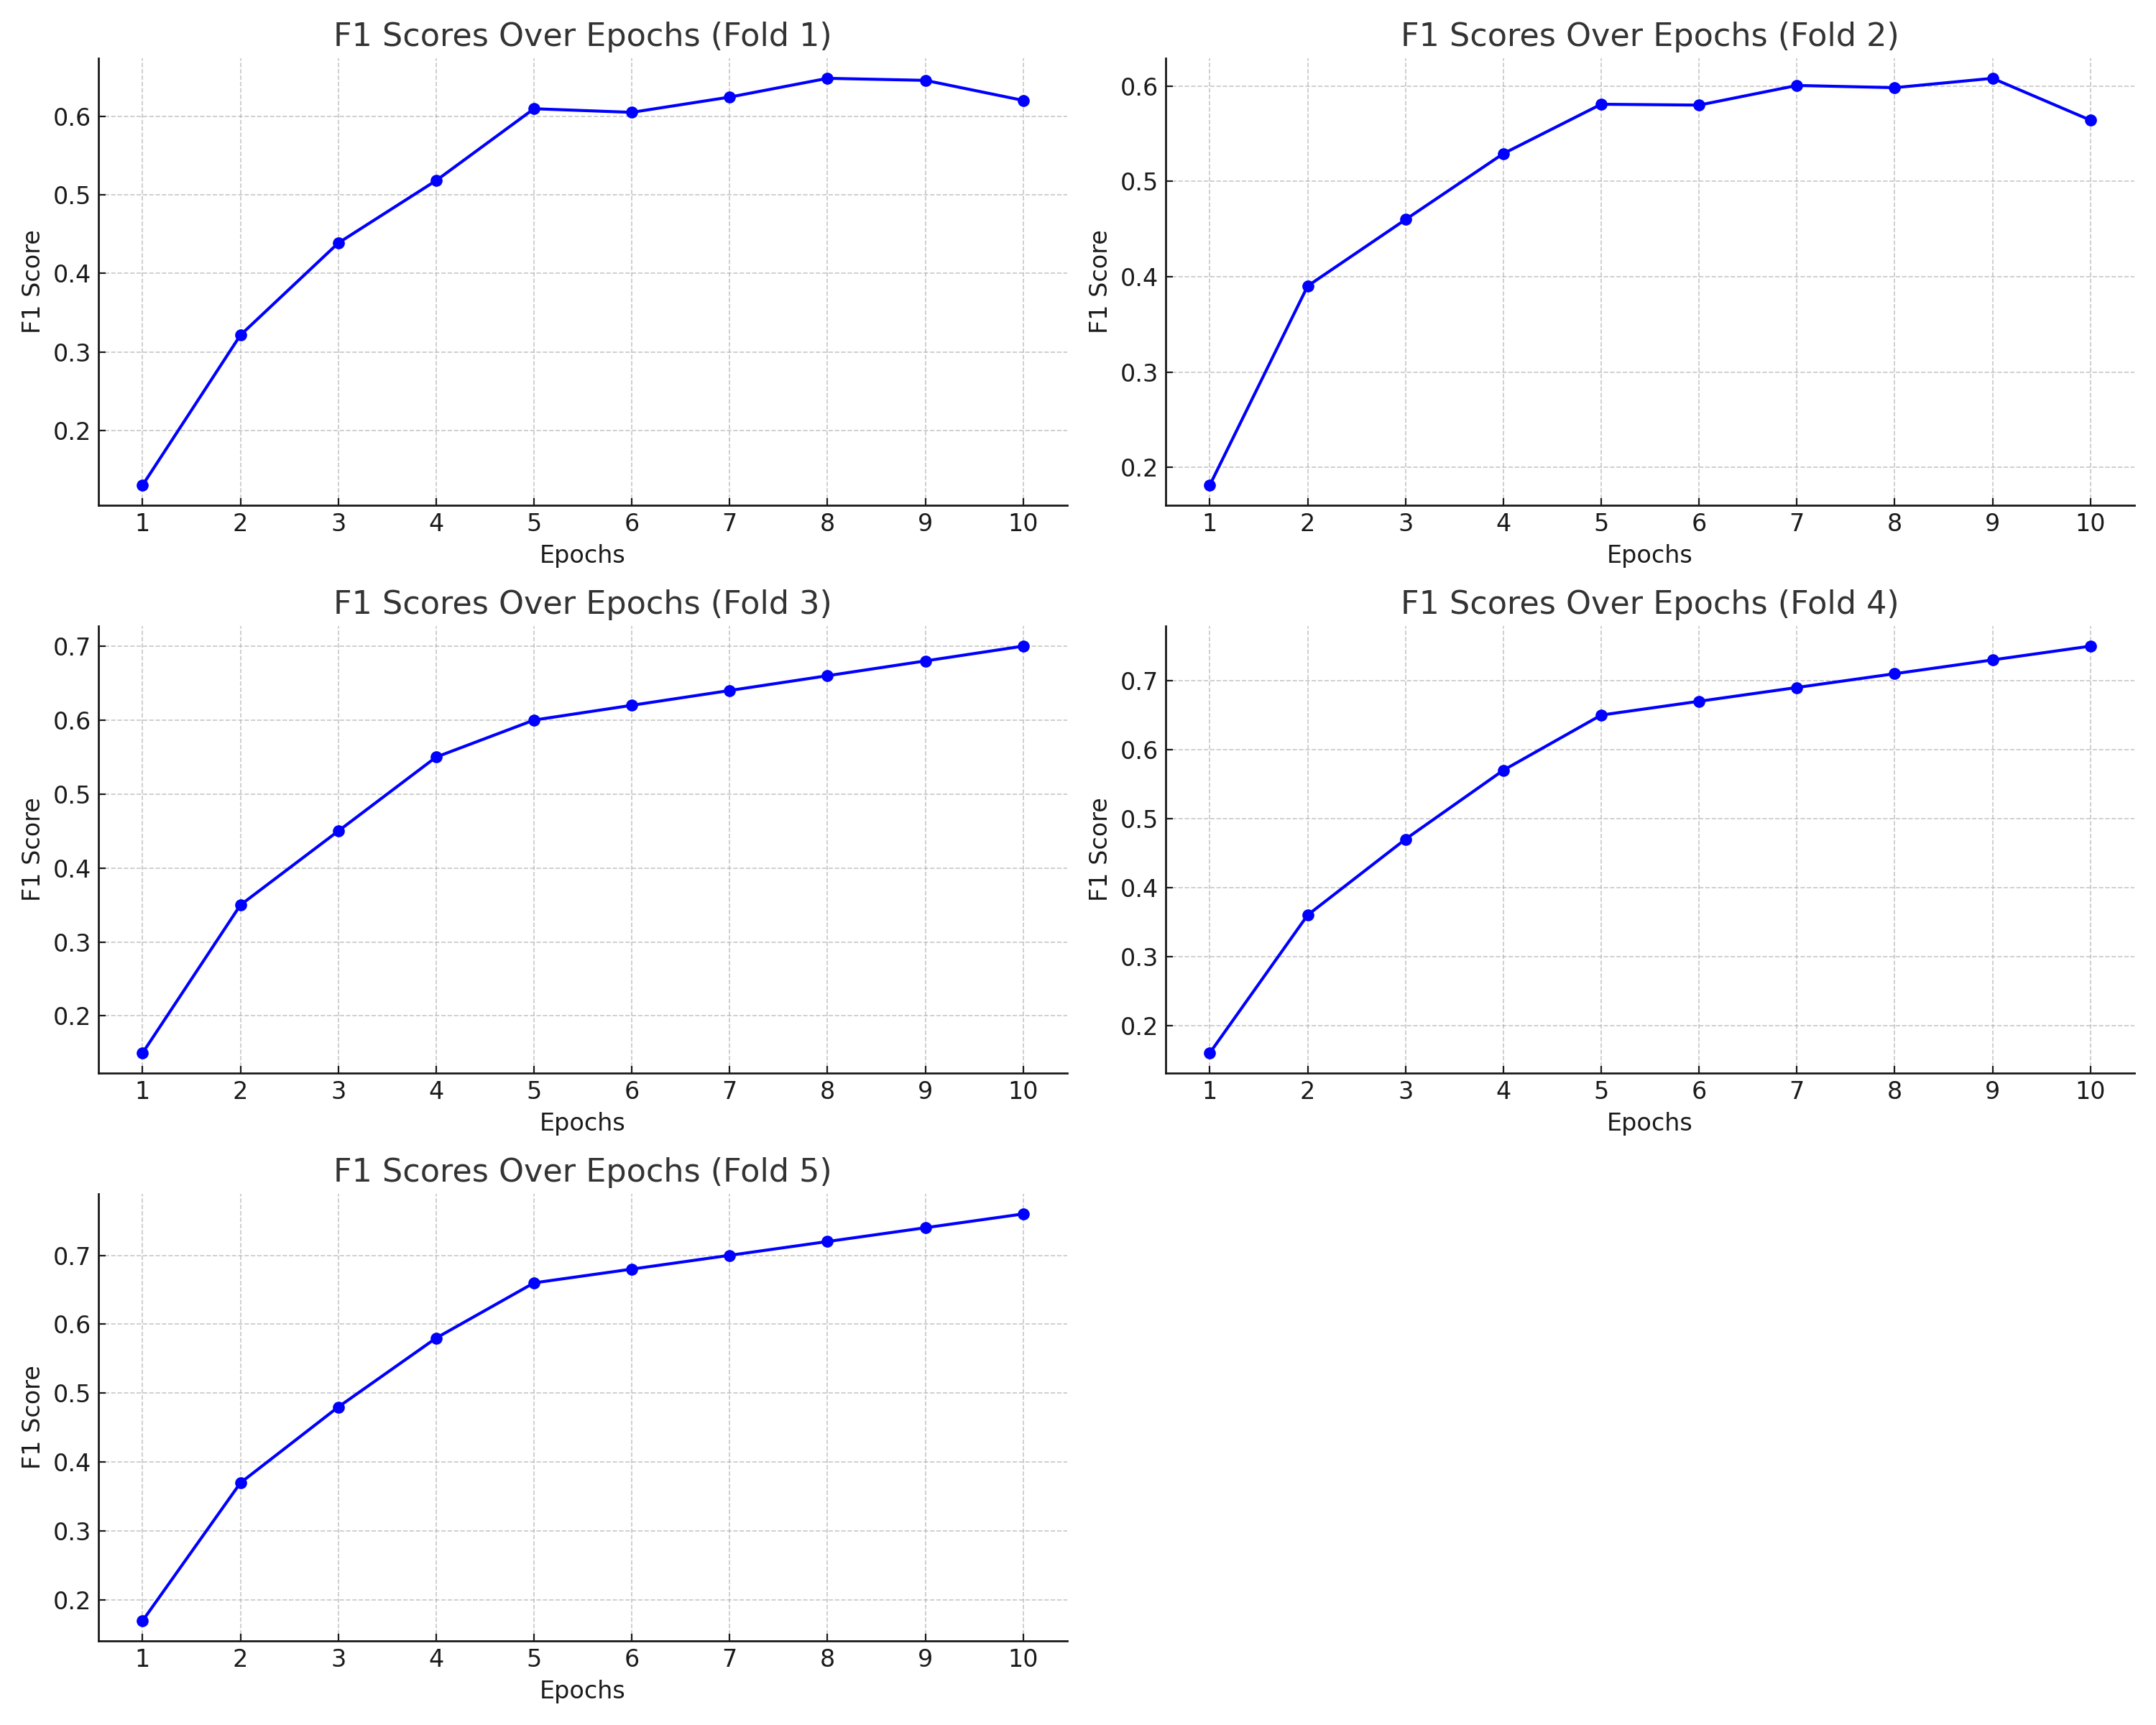 F1 Scores Over Epochs (Fold 1)
F1 Score
0.6
0.5
0.4
0.3
0.2
1 2 3 4 5 6 7 8 9 10
Epochs
F1 Scores Over Epochs (Fold 2)
F1 Score
0.6
0.5
0.4
0.3
0.2
1 2 3 4 5 6 7 8 9 10
Epochs
F1 Scores Over Epochs (Fold 3)
F1 Score
0.7
0.6
0.5
0.4
0.3
0.2
1 2 3 4 5 6 7 8 9 10
Epochs
F1 Scores Over Epochs (Fold 4)
F1 Score
0.7
0.6
0.5
0.4
0.3
0.2
1 2 3 4 5 6 7 8 9 10
Epochs
F1 Scores Over Epochs (Fold 5)
F1 Score
0.7
0.6
0.5
0.4
0.3
0.2
1 2 3 4 5 6 7 8 9 10
Epochs